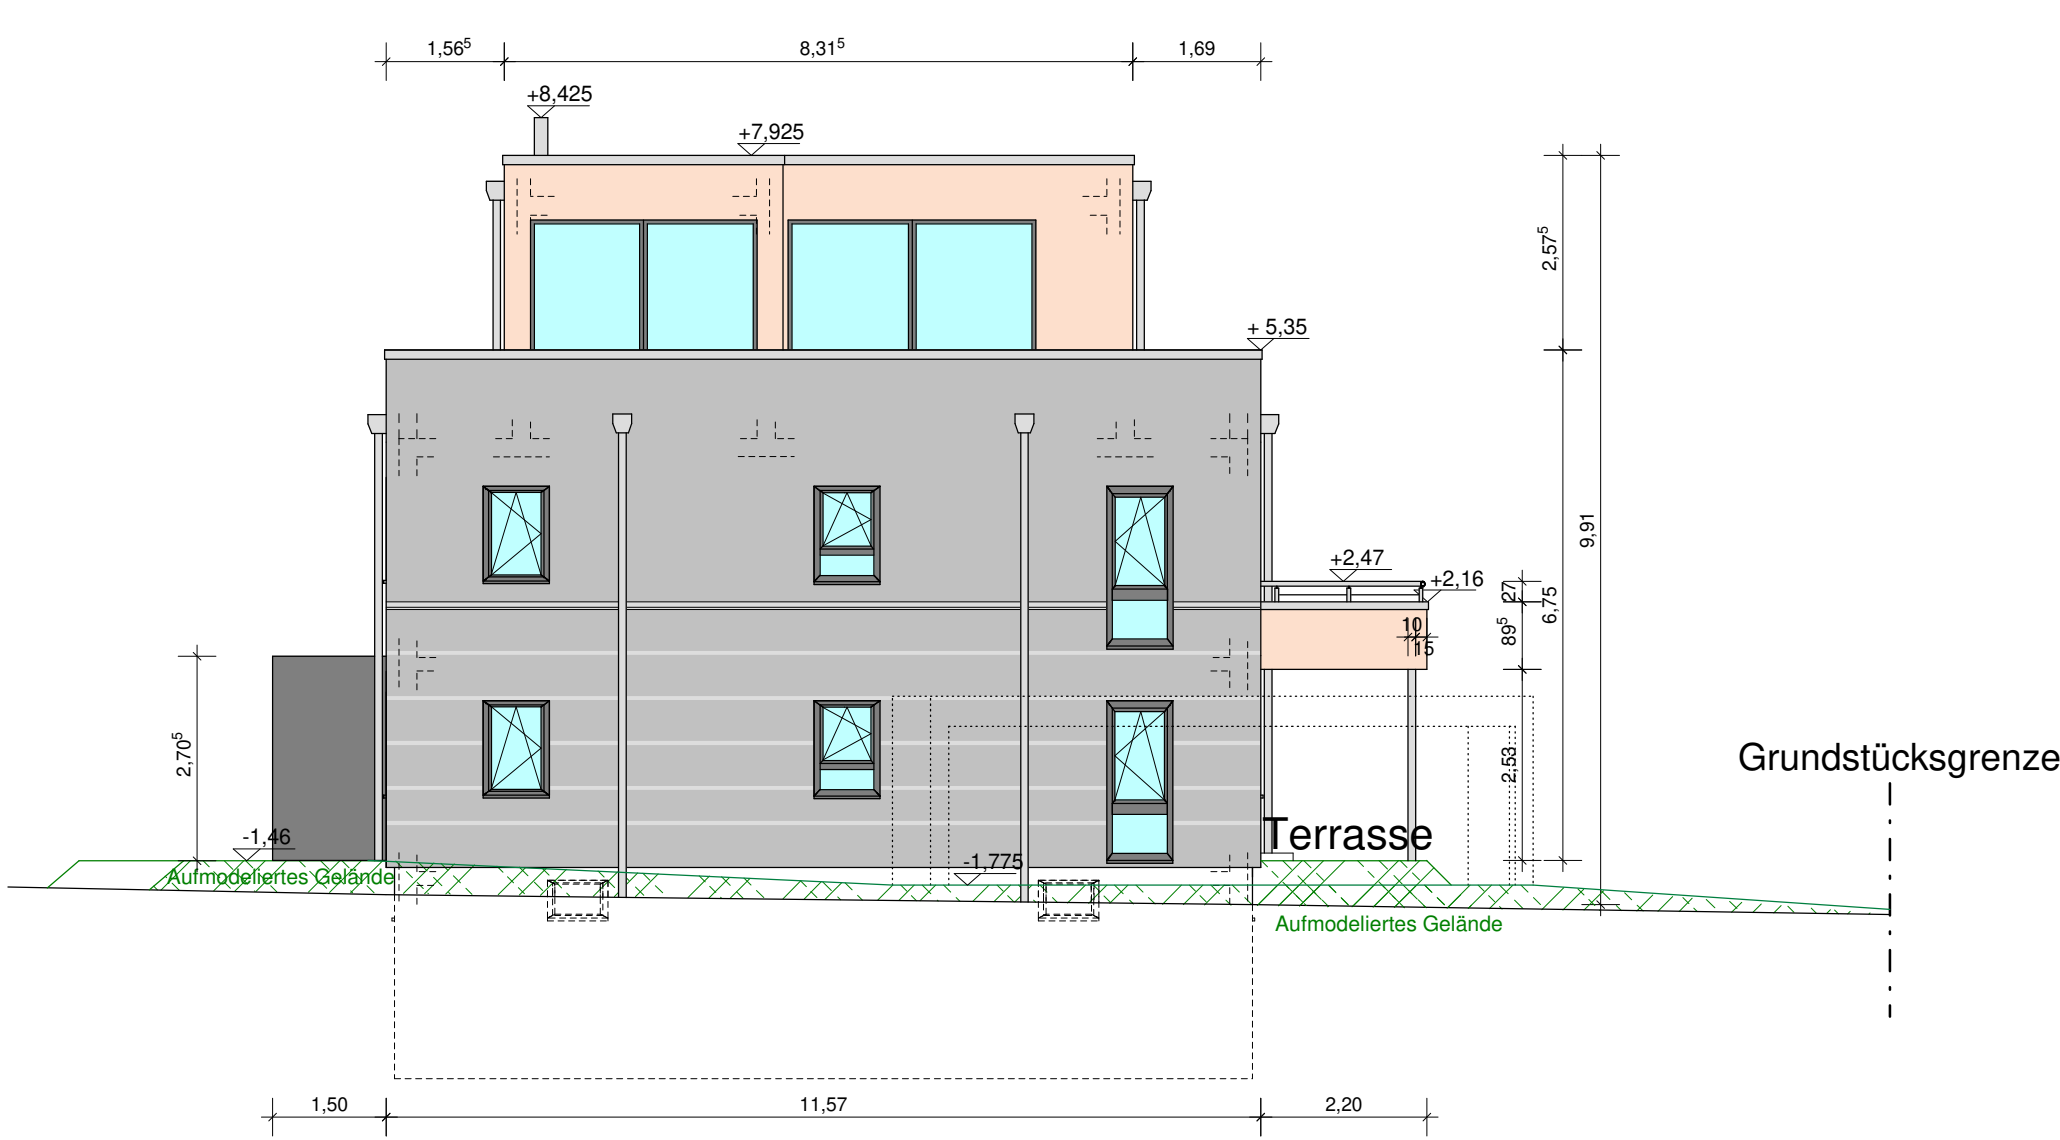 1,56⁵ 8,31⁵ 1,69
+8,425
+7,925
2,57⁵
+ 5,35
9,91
+2,47
+2,16
27
6,75
10
89⁵
15
2,70⁵
2,53
Grundstücksgrenze
-1,46
Terrasse
-1,775
Aufmodeliertes Gelände
Aufmodeliertes Gelände
1,50 11,57 2,20